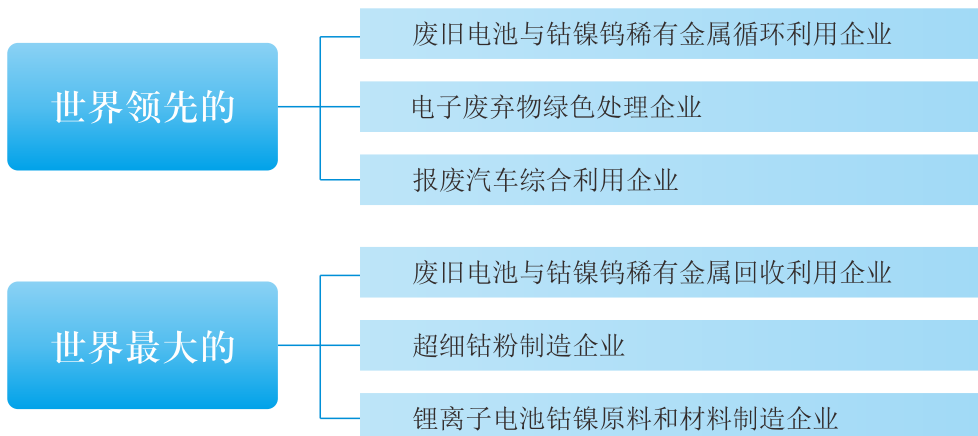 世界领先的
废旧电池与钴镍钨稀有金属循环利用企业
电子废弃物绿色处理企业
报废汽车综合利用企业
世界最大的
废旧电池与钴镍钨稀有金属回收利用企业
超细钴粉制造企业
锂离子电池钴镍原料和材料制造企业